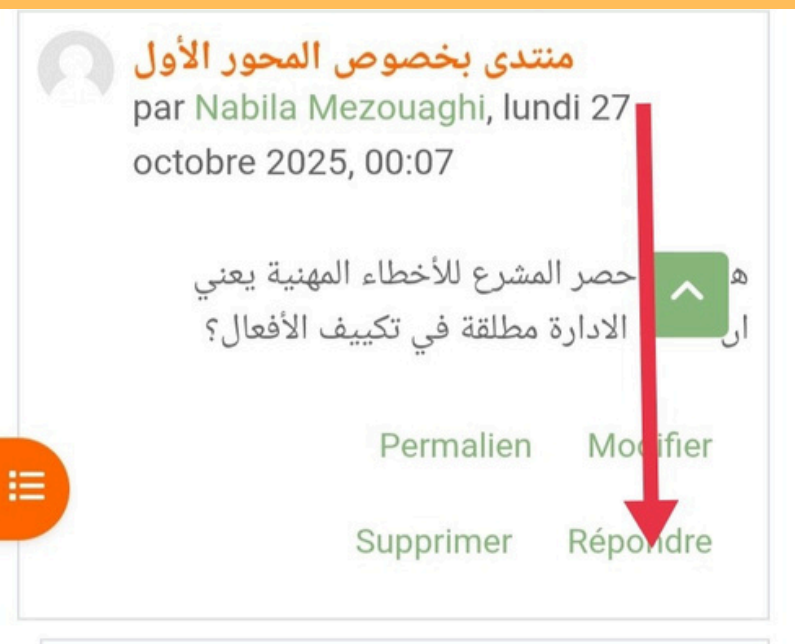 منتدى بخصوص المحور الأول
par Nabila Mezouaghi, lundi 27
octobre 2025, 00:07
حصر المشرع للأخطاء المهنية يعني
الادارة مطلقة في تكييف الأفعال؟
Permalien Modifier
Supprimer Répondre